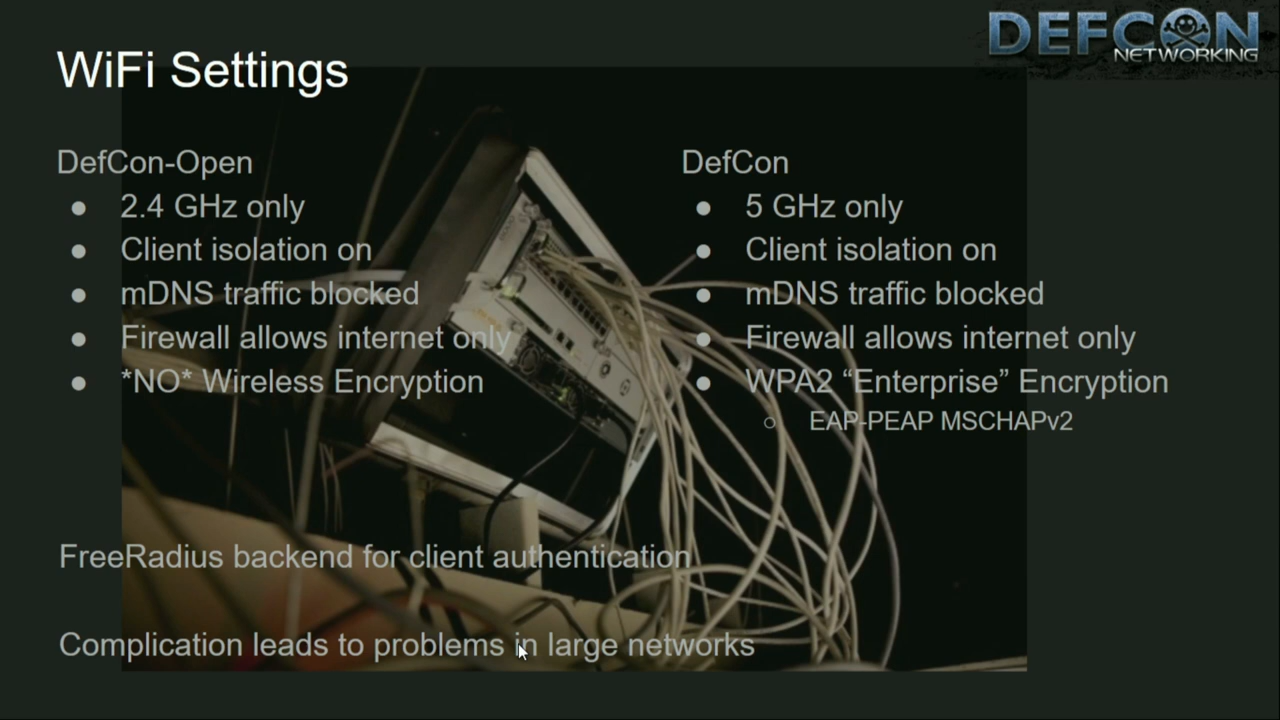 DEFCON
NETWORKING
WiFi Settings
DefCon-Open
● 2.4 GHz only
● Client isolation on
● mDNS traffic blocked
● Firewall allows internet only
● *NO* Wireless Encryption
DefCon
● 5 GHz only
● Client isolation on
● mDNS traffic blocked
● Firewall allows internet only
● WPA2 “Enterprise” Encryption
○ EAP-PEAP MSCHAPv2
FreeRadius backend for client authentication
Complication leads to problems in large networks